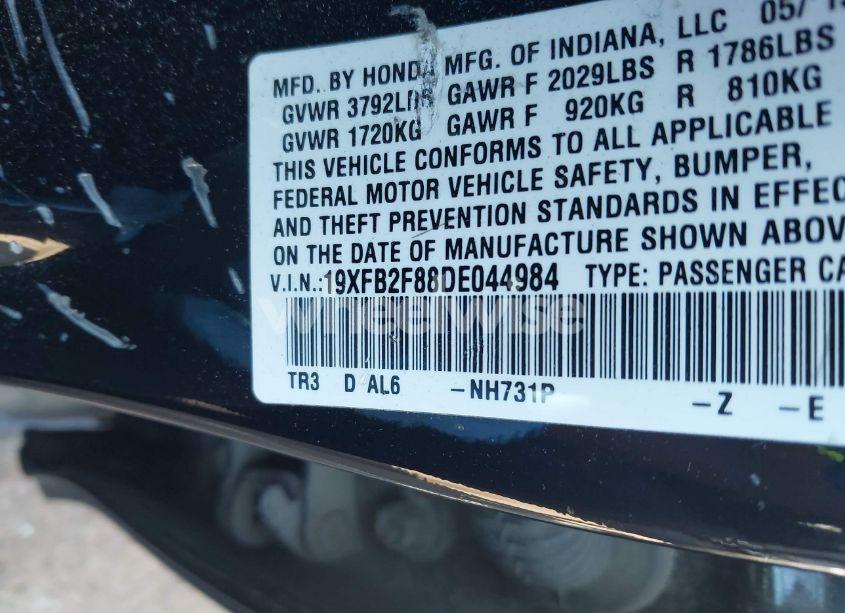 MFD. BY HONDA MFG. OF INDIANA, LLC 05/
GVWR 3792LBS GAWR F 2029LBS R 1786LBS
GVWR 1720KG GAWR F 920KG R 810KG
THIS VEHICLE CONFORMS TO ALL APPLICABLE
FEDERAL MOTOR VEHICLE SAFETY, BUMPER,
AND THEFT PREVENTION STANDARDS IN EFFEC
ON THE DATE OF MANUFACTURE SHOWN ABOV
V.I.N.:19XFB2F88DE044984 TYPE: PASSENGER CA
wheelwise
TR3 D AL6 -NH731P -Z -E